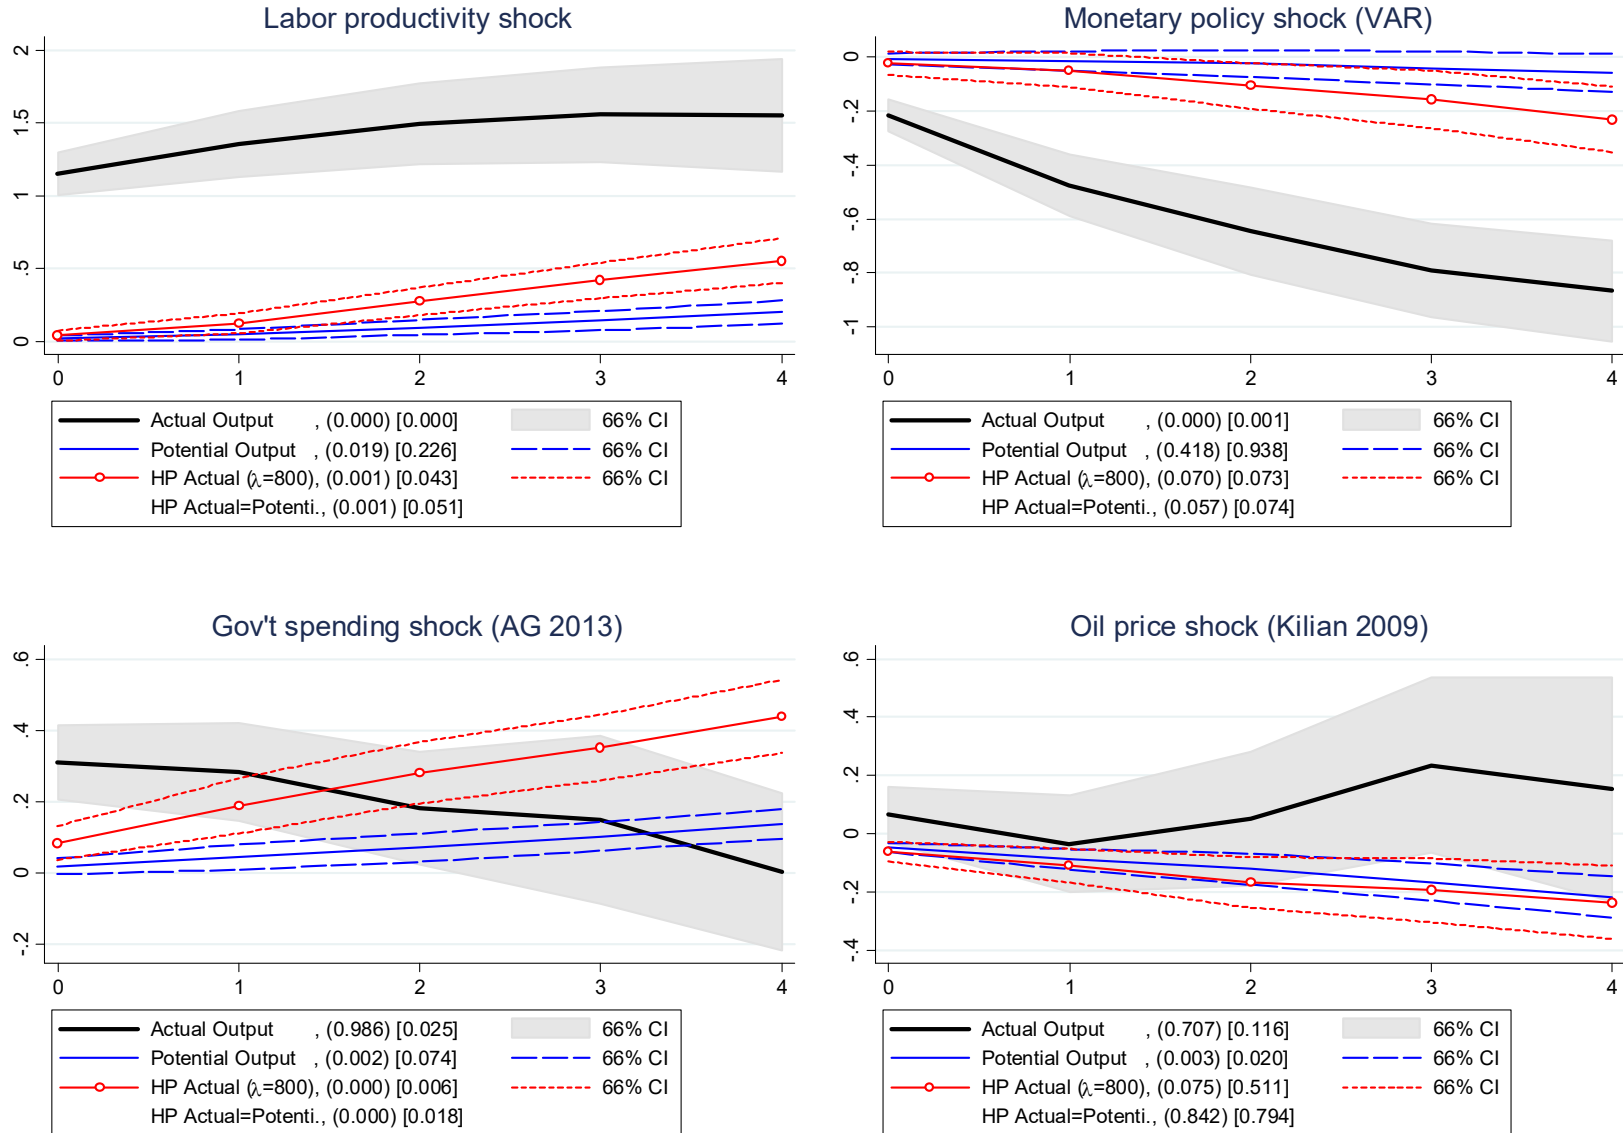 Labor productivity shock
2
1.5
1
.5
0
0 1 2 3 4
Actual Output , (0.000) [0.000] 66% CI
Potential Output , (0.019) [0.226] 66% CI
HP Actual (λ=800), (0.001) [0.043] 66% CI
HP Actual=Potenti., (0.001) [0.051]
Monetary policy shock (VAR)
0
-.2
-.4
-.6
-.8
-1
0 1 2 3 4
Actual Output , (0.000) [0.001] 66% CI
Potential Output , (0.418) [0.938] 66% CI
HP Actual (λ=800), (0.070) [0.073] 66% CI
HP Actual=Potenti., (0.057) [0.074]
Gov't spending shock (AG 2013)
.6
.4
.2
0
-.2
0 1 2 3 4
Actual Output , (0.986) [0.025] 66% CI
Potential Output , (0.002) [0.074] 66% CI
HP Actual (λ=800), (0.000) [0.006] 66% CI
HP Actual=Potenti., (0.000) [0.018]
Oil price shock (Kilian 2009)
.6
.4
.2
0
-.2
-.4
0 1 2 3 4
Actual Output , (0.707) [0.116] 66% CI
Potential Output , (0.003) [0.020] 66% CI
HP Actual (λ=800), (0.075) [0.511] 66% CI
HP Actual=Potenti., (0.842) [0.794]